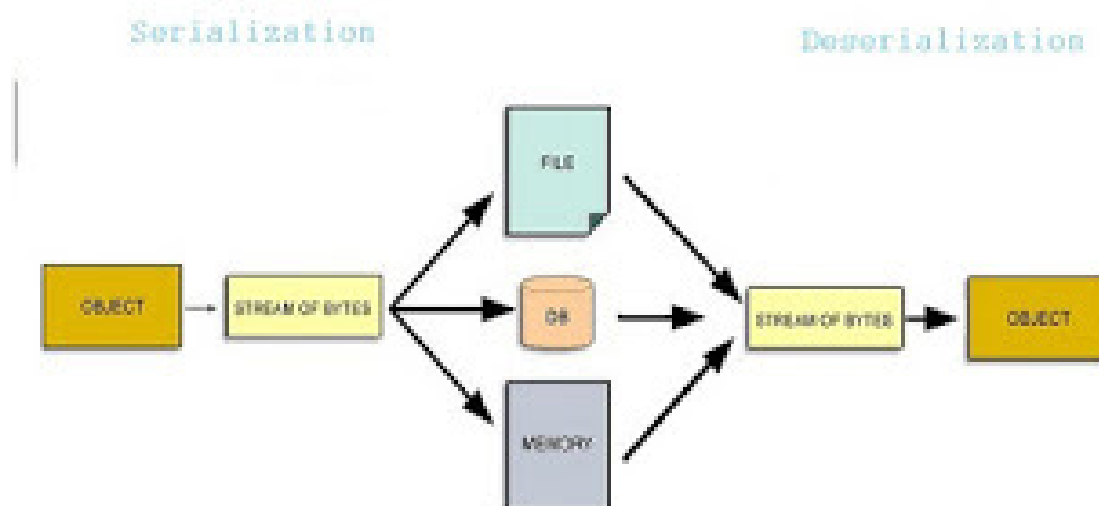 Serialization
Deserialization
FILE
OBJECT
STREAM OF BYTES
DB
STREAM OF BYTES
OBJECT
MEMORY